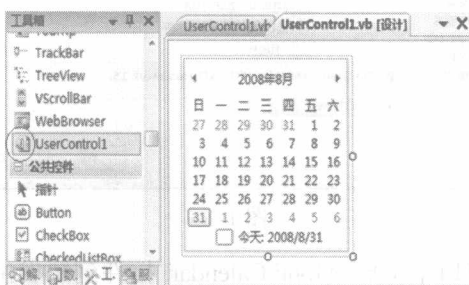 工具箱
TrackBar
TreeView
VScrollBar
WebBrowser
UserControl1
公共控件
指针
Button
CheckBox
CheckedListBox
工.
UserControl1.vb
UserControl1.vb [设计]
2008年8月
日 一 二 三 四 五 六
27 28 29 30 31 1 2
3 4 5 6 7 8 9
10 11 12 13 14 15 16
17 18 19 20 21 22 23
24 25 26 27 28 29 30
31 1 2 3 4 5 6
今天: 2008/8/31